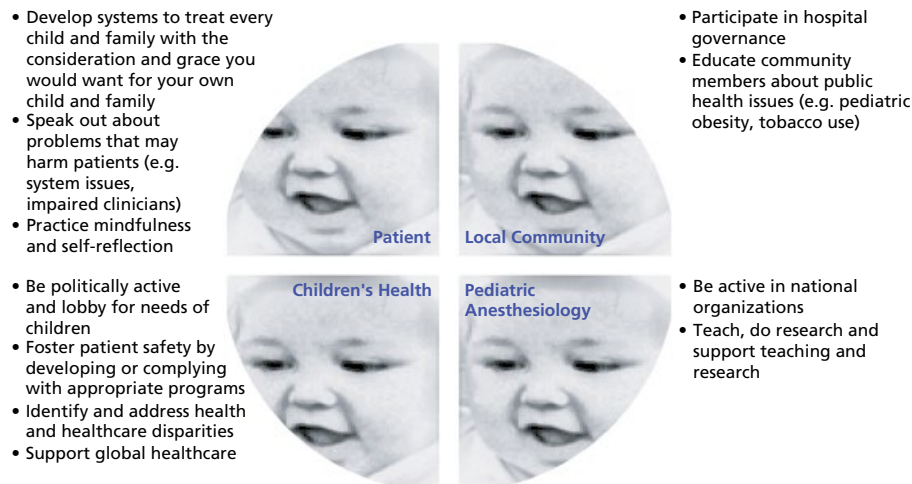 • Develop systems to treat every
child and family with the
consideration and grace you
would want for your own
child and family
• Speak out about
problems that may
harm patients (e.g.
system issues,
impaired clinicians)
• Practice mindfulness
and self-reflection
Patient
Local Community
• Participate in hospital
governance
• Educate community
members about public
health issues (e.g. pediatric
obesity, tobacco use)
• Be politically active
and lobby for needs of
children
• Foster patient safety by
developing or complying
with appropriate programs
• Identify and address health
and healthcare disparities
• Support global healthcare
Children's Health
Pediatric
Anesthesiology
• Be active in national
organizations
• Teach, do research and
support teaching and
research